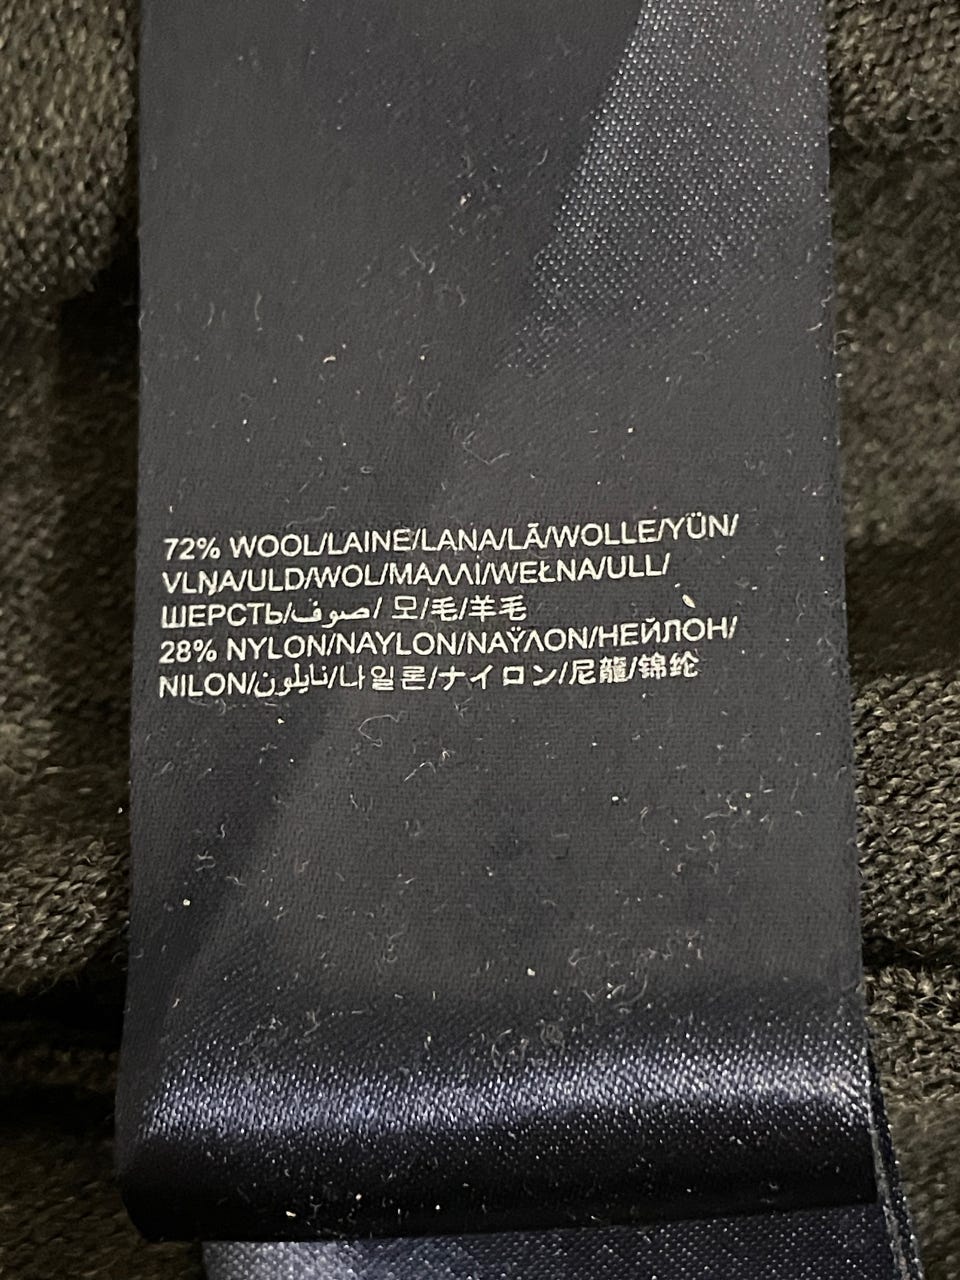 72% WOOL/LAINE/LANA/LÃ/WOLLE/YÜN/
VLŅA/ULD/WOL/ΜΑΛΛΙ/WEŁNA/ULL/
ШЕРСТЬ/صوف/ 모/毛/羊毛
28% NYLON/NAYLON/ΝΑΫΛΟΝ/НЕЙЛОН/
NILON/نايلون/나일론/ナイロン/尼龍/锦纶